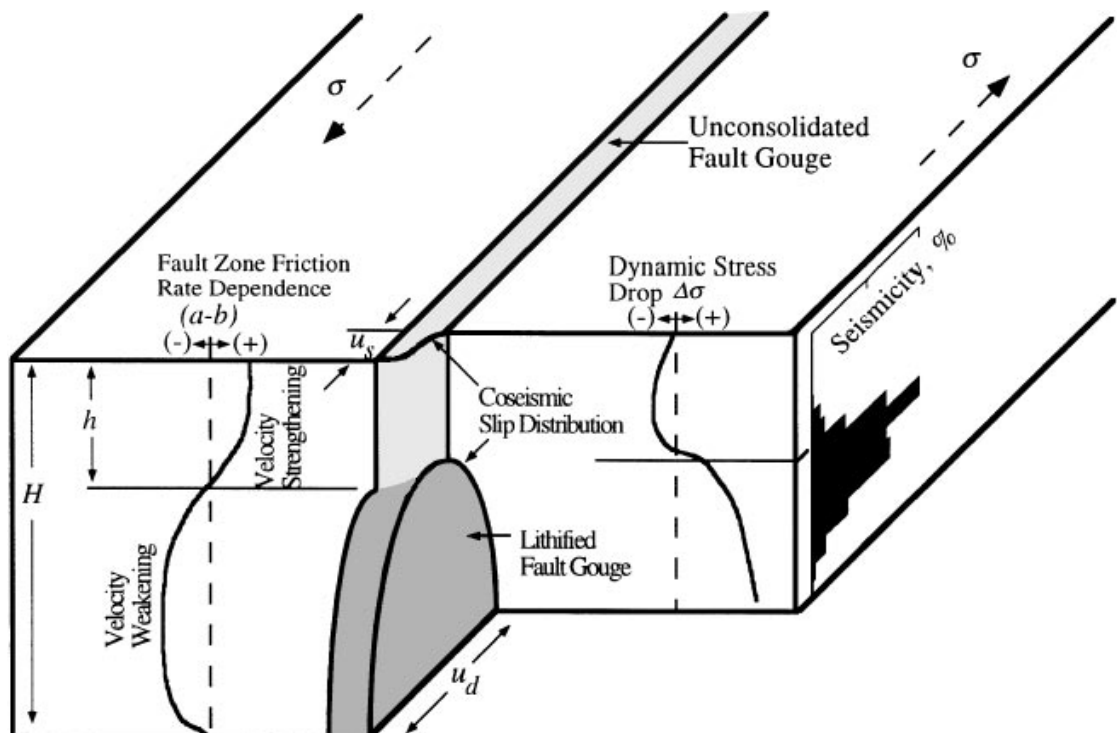 σ
σ
Unconsolidated
Fault Gouge
Fault Zone Friction
Rate Dependence
(a-b)
(-) (+)
Dynamic Stress
Drop Δσ
(-) (+)
Seismicity, %
u_s
h
Velocity
Strengthening
Coseismic
Slip Distribution
H
Lithified
Fault Gouge
Velocity
Weakening
u_d